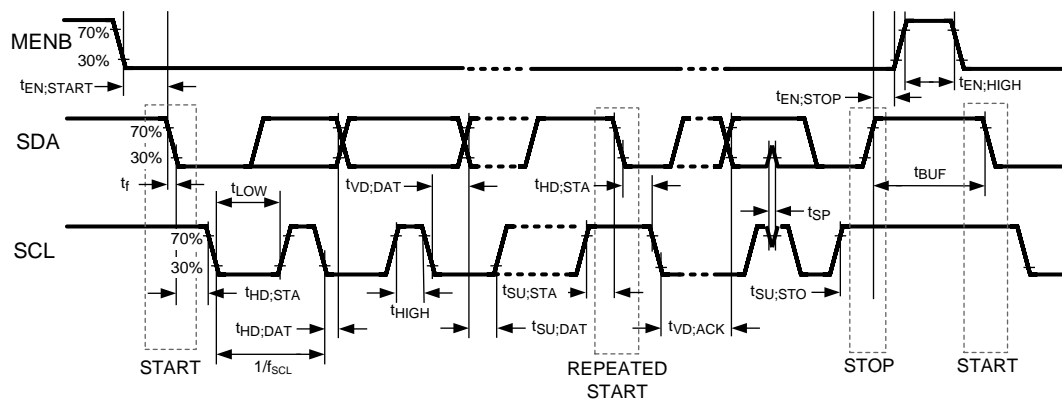 MENB
70%
30%
tEN;START
tEN;STOP
tEN;HIGH
SDA
70%
30%
tf
tLOW
tVD;DAT
tHD;STA
tSP
tBUF
SCL
70%
30%
tHD;STA
tHD;DAT
tHIGH
tSU;DAT
tSU;STA
tVD;ACK
tSU;STO
1/fSCL
START
REPEATED
START
STOP
START